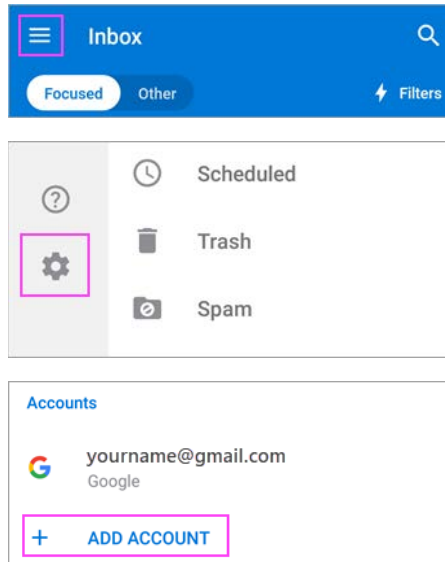 Inbox
Focused Other Filters
Scheduled
Trash
Spam
Accounts
yourname@gmail.com
Google
+ ADD ACCOUNT